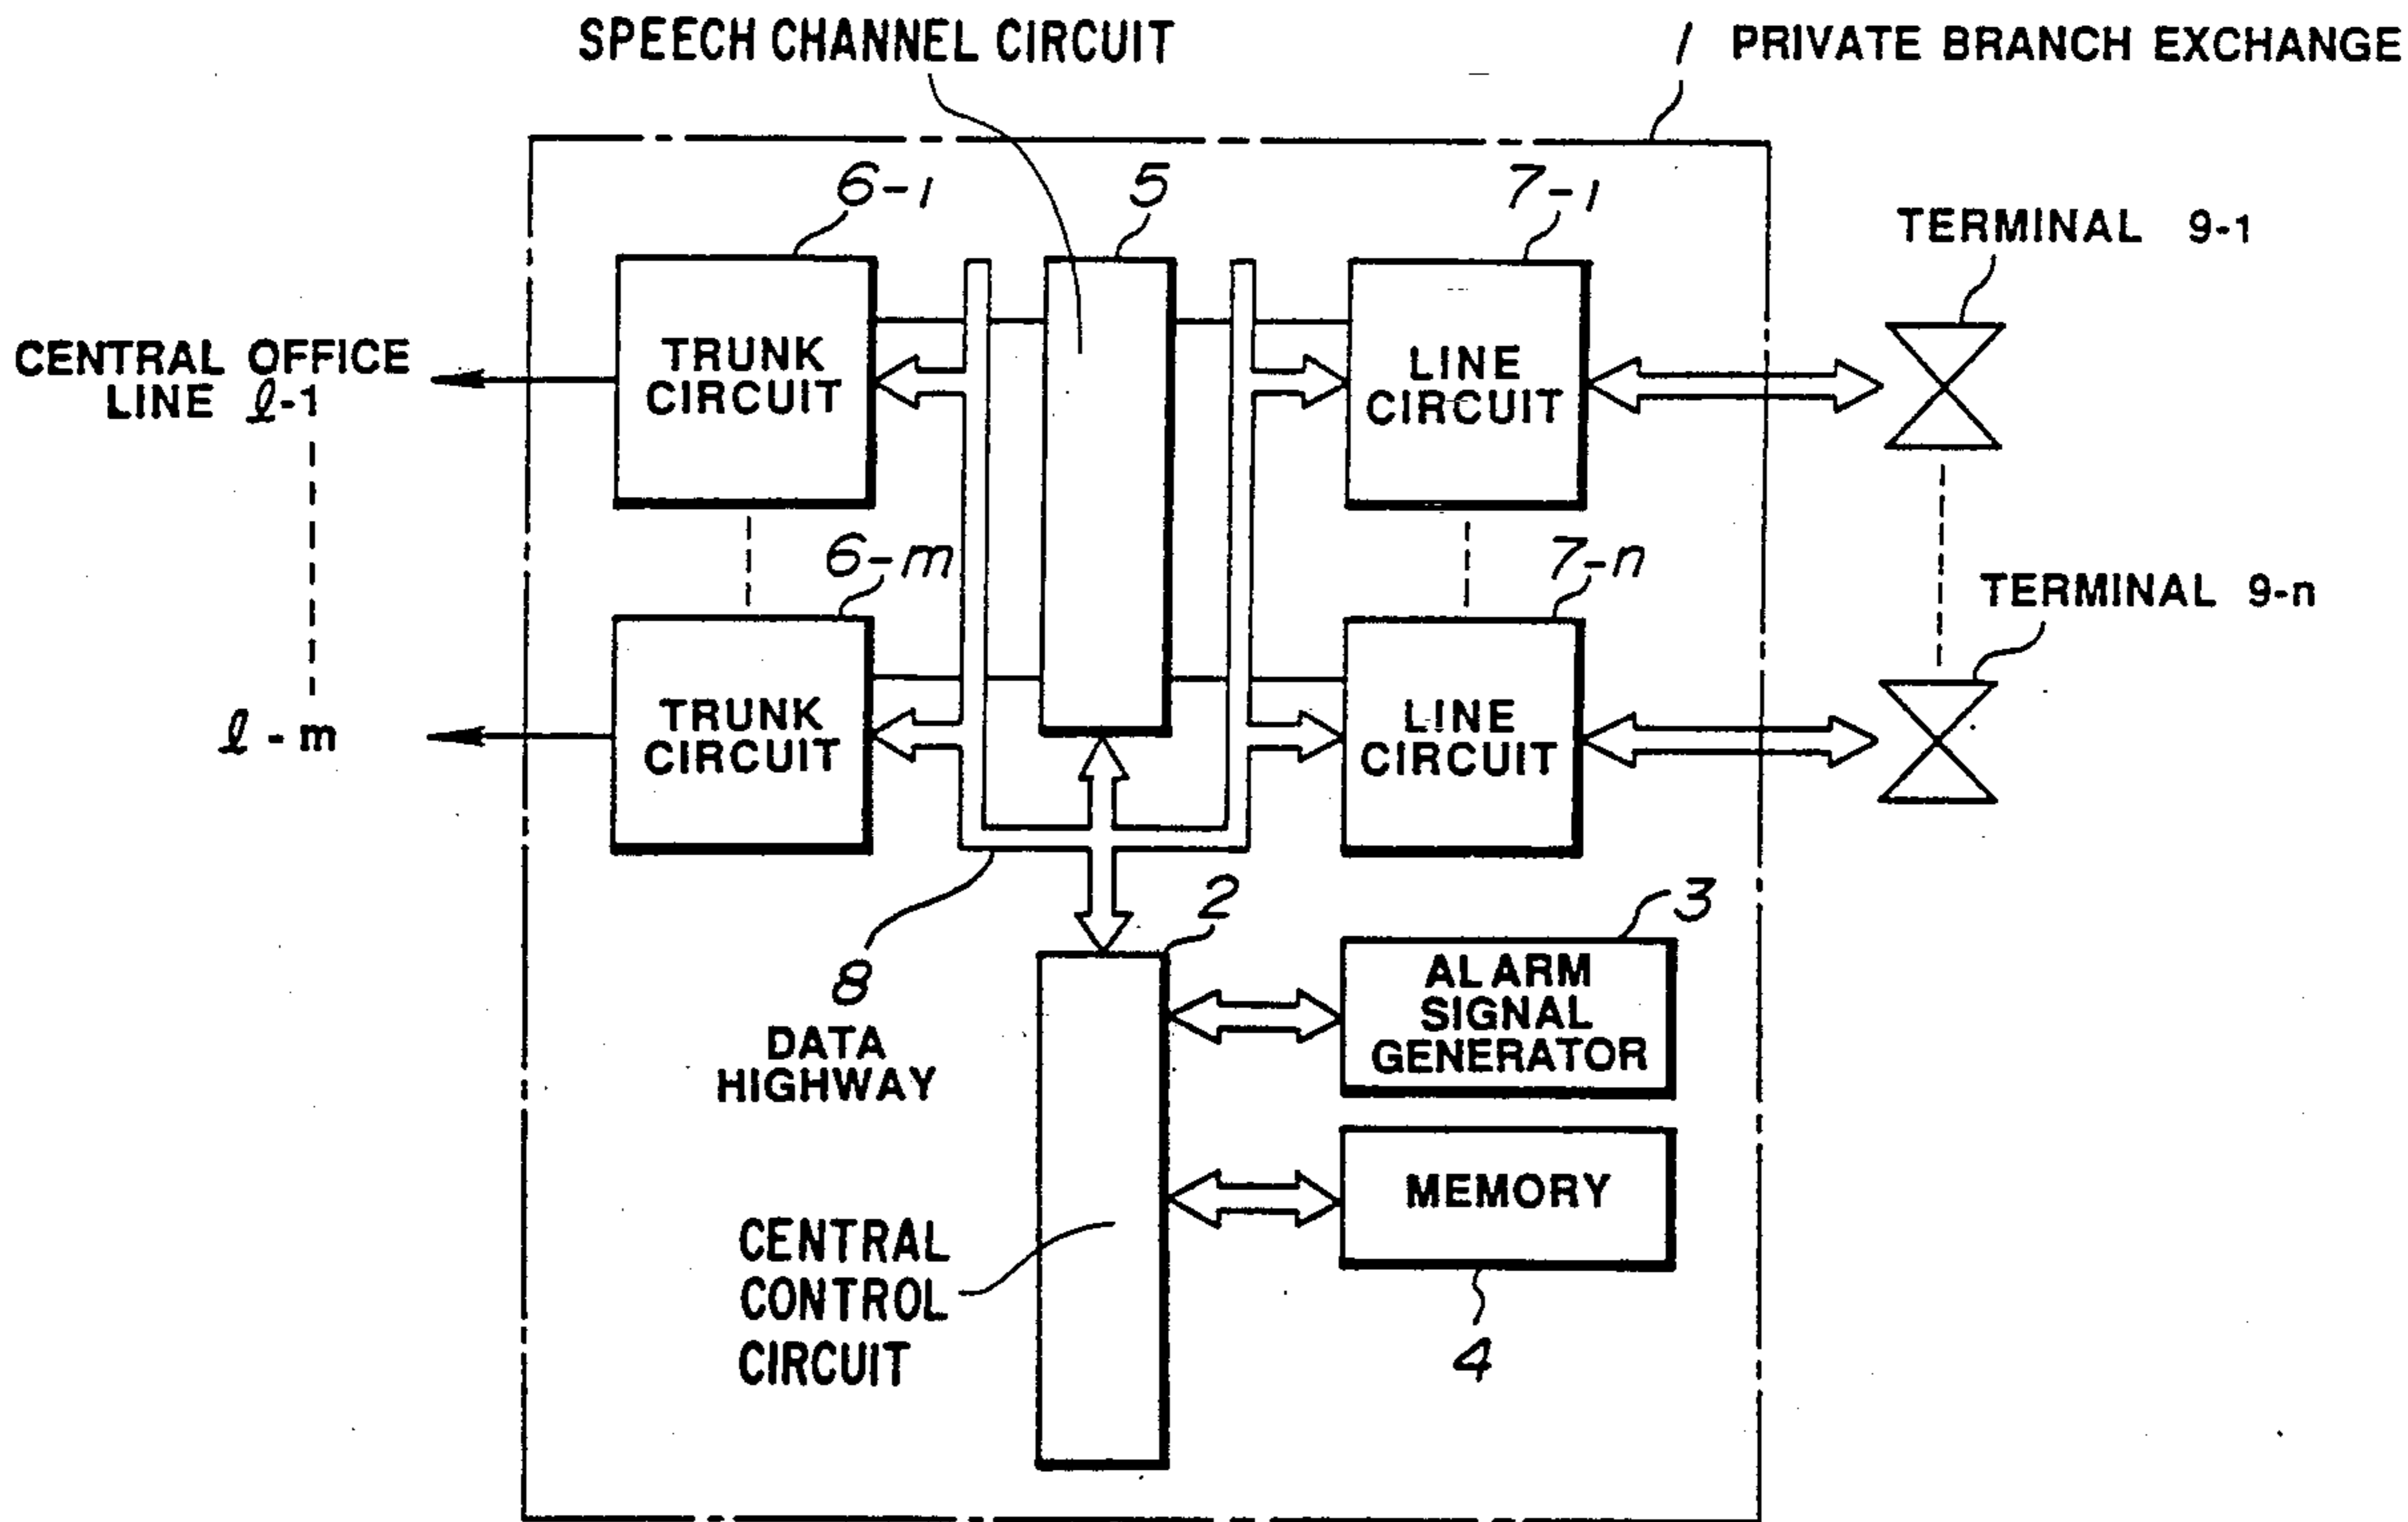 SPEECH CHANNEL CIRCUIT
1 PRIVATE BRANCH EXCHANGE
6-1
5
7-1
TERMINAL 9-1
CENTRAL OFFICE
LINE ℓ-1
TRUNK
CIRCUIT
LINE
CIRCUIT
6-m
7-n
TERMINAL 9-n
ℓ-m
TRUNK
CIRCUIT
LINE
CIRCUIT
2
3
8
DATA
HIGHWAY
ALARM
SIGNAL
GENERATOR
MEMORY
CENTRAL
CONTROL
CIRCUIT
4